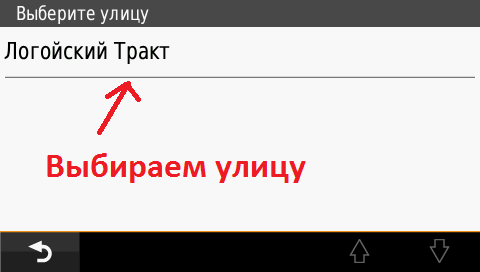 Выберите улицу
Логойский Тракт
Выбираем улицу